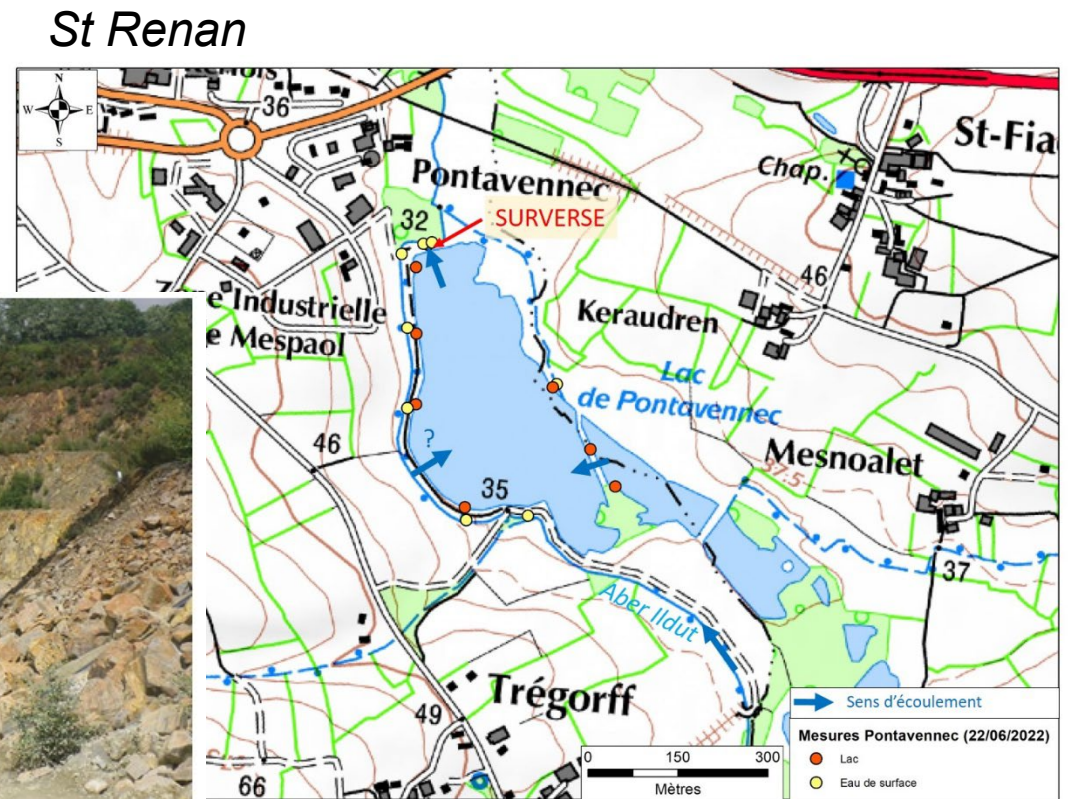 St Renan
N
W E
S
36
Pontavennec
St-Fia
Chap.
32
SURVERSE
46
e Industrielle
e Mespaol
Keraudren
Lac
de Pontavennec
?
46
35
Mesnoalet
37.5
37
Aber Ildut
Trégorff
49
66
0 150 300
Mètres
Sens d'écoulement
Mesures Pontavennec (22/06/2022)
Lac
Eau de surface